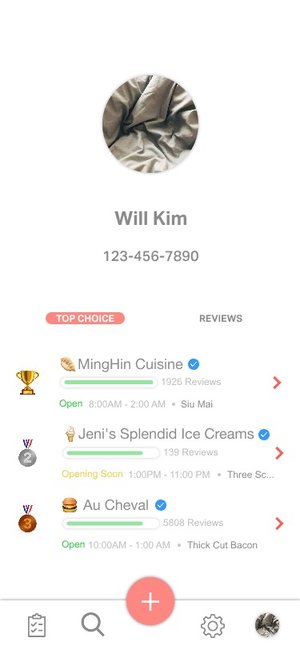 Will Kim
123-456-7890
TOP CHOICE REVIEWS
MingHin Cuisine
1926 Reviews
Open 8:00AM - 2:00 AM • Siu Mai
2 Jeni's Splendid Ice Creams
139 Reviews
Opening Soon 1:00PM - 11:00 PM • Three Sc...
3 Au Cheval
5808 Reviews
Open 10:00AM - 1:00 AM • Thick Cut Bacon
+